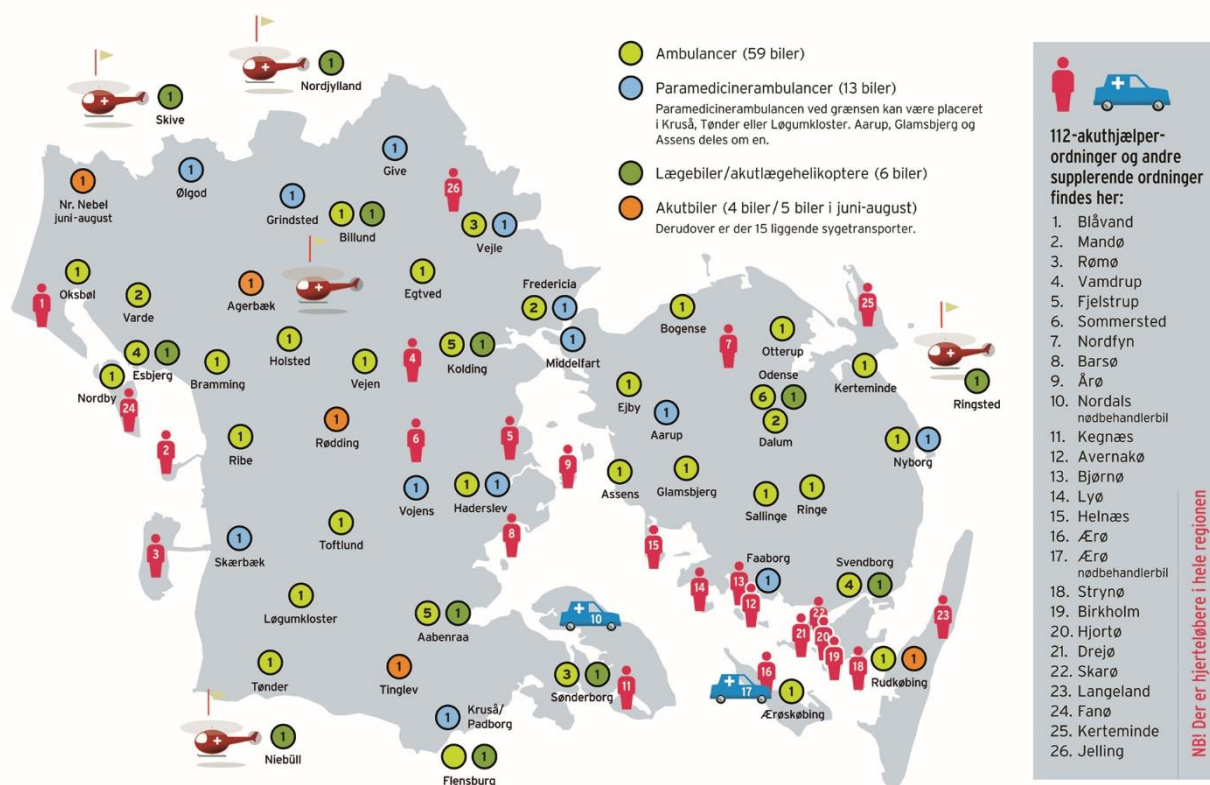 1
Nordjylland
1
Skive
Ambulancer (59 biler)
Paramedicinerambulancer (13 biler)
Paramedicinerambulancen ved grænsen kan være placeret
i Kruså, Tønder eller Løgumkloster. Aarup, Glamsbjerg og
Assens deles om en.
Lægebiler/akutlægehelikoptere (6 biler)
Akutbiler (4 biler/5 biler i juni-august)
Derudover er der 15 liggende sygetransporter.
1
Nr. Nebel
juni-august
1
Ølgod
1
Grindsted
1
Give
26
1 1
Billund
3 1
Vejle
1
Oksbøl
1
2
Varde
1
Agerbæk
1
Egtved
Fredericia
2 1
1
Middelfart
1
Bogense
7
1
Otterup
25
1
Kerteminde
1
Ringsted
4 1
Esbjerg
1
Nordby
24
1
Bramming
1
Holsted
1
Vejen
4
5 1
Kolding
1
Ejby
1
Aarup
Odense
6 1
2
Dalum
1 1
Nyborg
2
1
Ribe
1
Rødding
6
5
9
1
Vojens
1 1
Haderslev
8
1
Assens
1
Glamsbjerg
1
Sallinge
1
Ringe
3
1
Skærbæk
1
Toftlund
15
14
13
12
Faaborg
1
Svendborg
4 1
22
21
20
19
18
23
1
Løgumkloster
5 1
Aabenraa
10
1
Tønder
1
Tinglev
3 1
Sønderborg
11
16
17
1
Ærøskøbing
1 1
Rudkøbing
1
Niebüll
1
Kruså/
Padborg
1
Flensburg
112-akuthjælper-
ordninger og andre
supplerende ordninger
findes her:
1. Blåvand
2. Mandø
3. Rømø
4. Vamdrup
5. Fjelstrup
6. Sommersted
7. Nordfyn
8. Barsø
9. Årø
10. Nordals
nødbehandlerbil
11. Kegnæs
12. Avernakø
13. Bjørnø
14. Lyø
15. Helnæs
16. Ærø
17. Ærø
nødbehandlerbil
18. Strynø
19. Birkholm
20. Hjortø
21. Drejø
22. Skarø
23. Langeland
24. Fanø
25. Kerteminde
26. Jelling
NB! Der er hjerteløbere i hele regionen